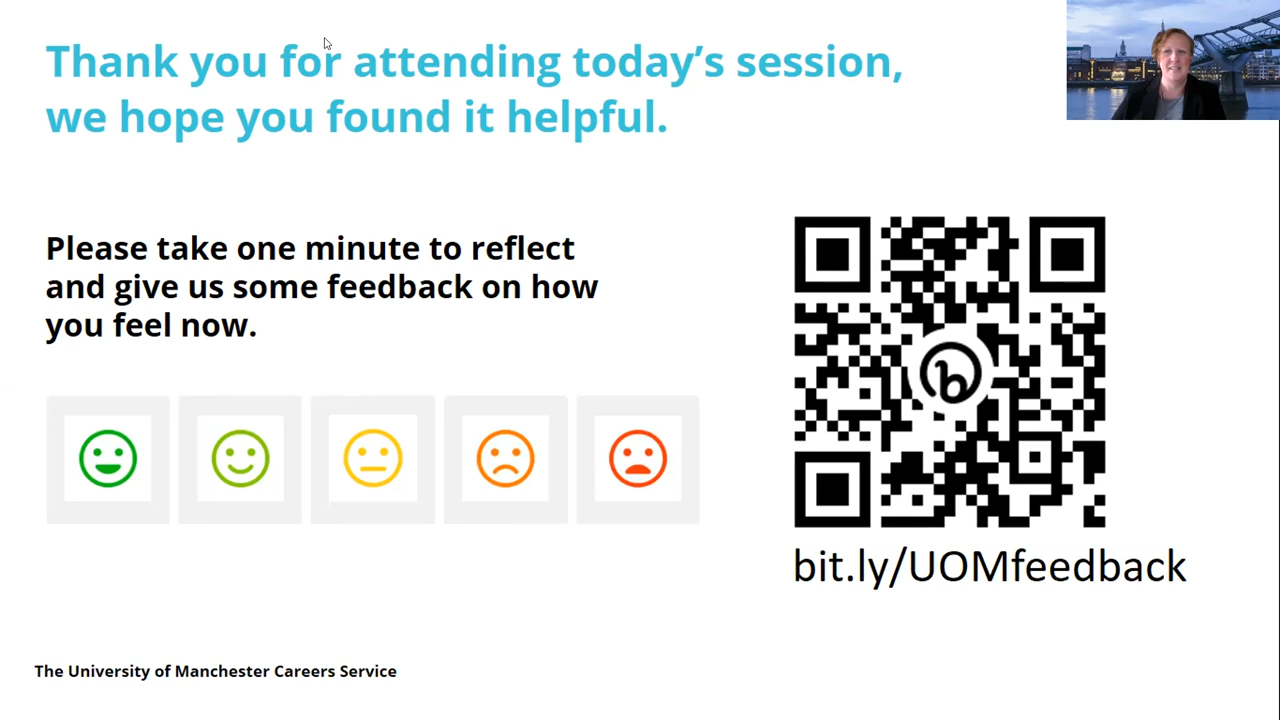 Thank you for attending today’s session,
we hope you found it helpful.
Please take one minute to reflect
and give us some feedback on how
you feel now.
b
bit.ly/UOMfeedback
The University of Manchester Careers Service